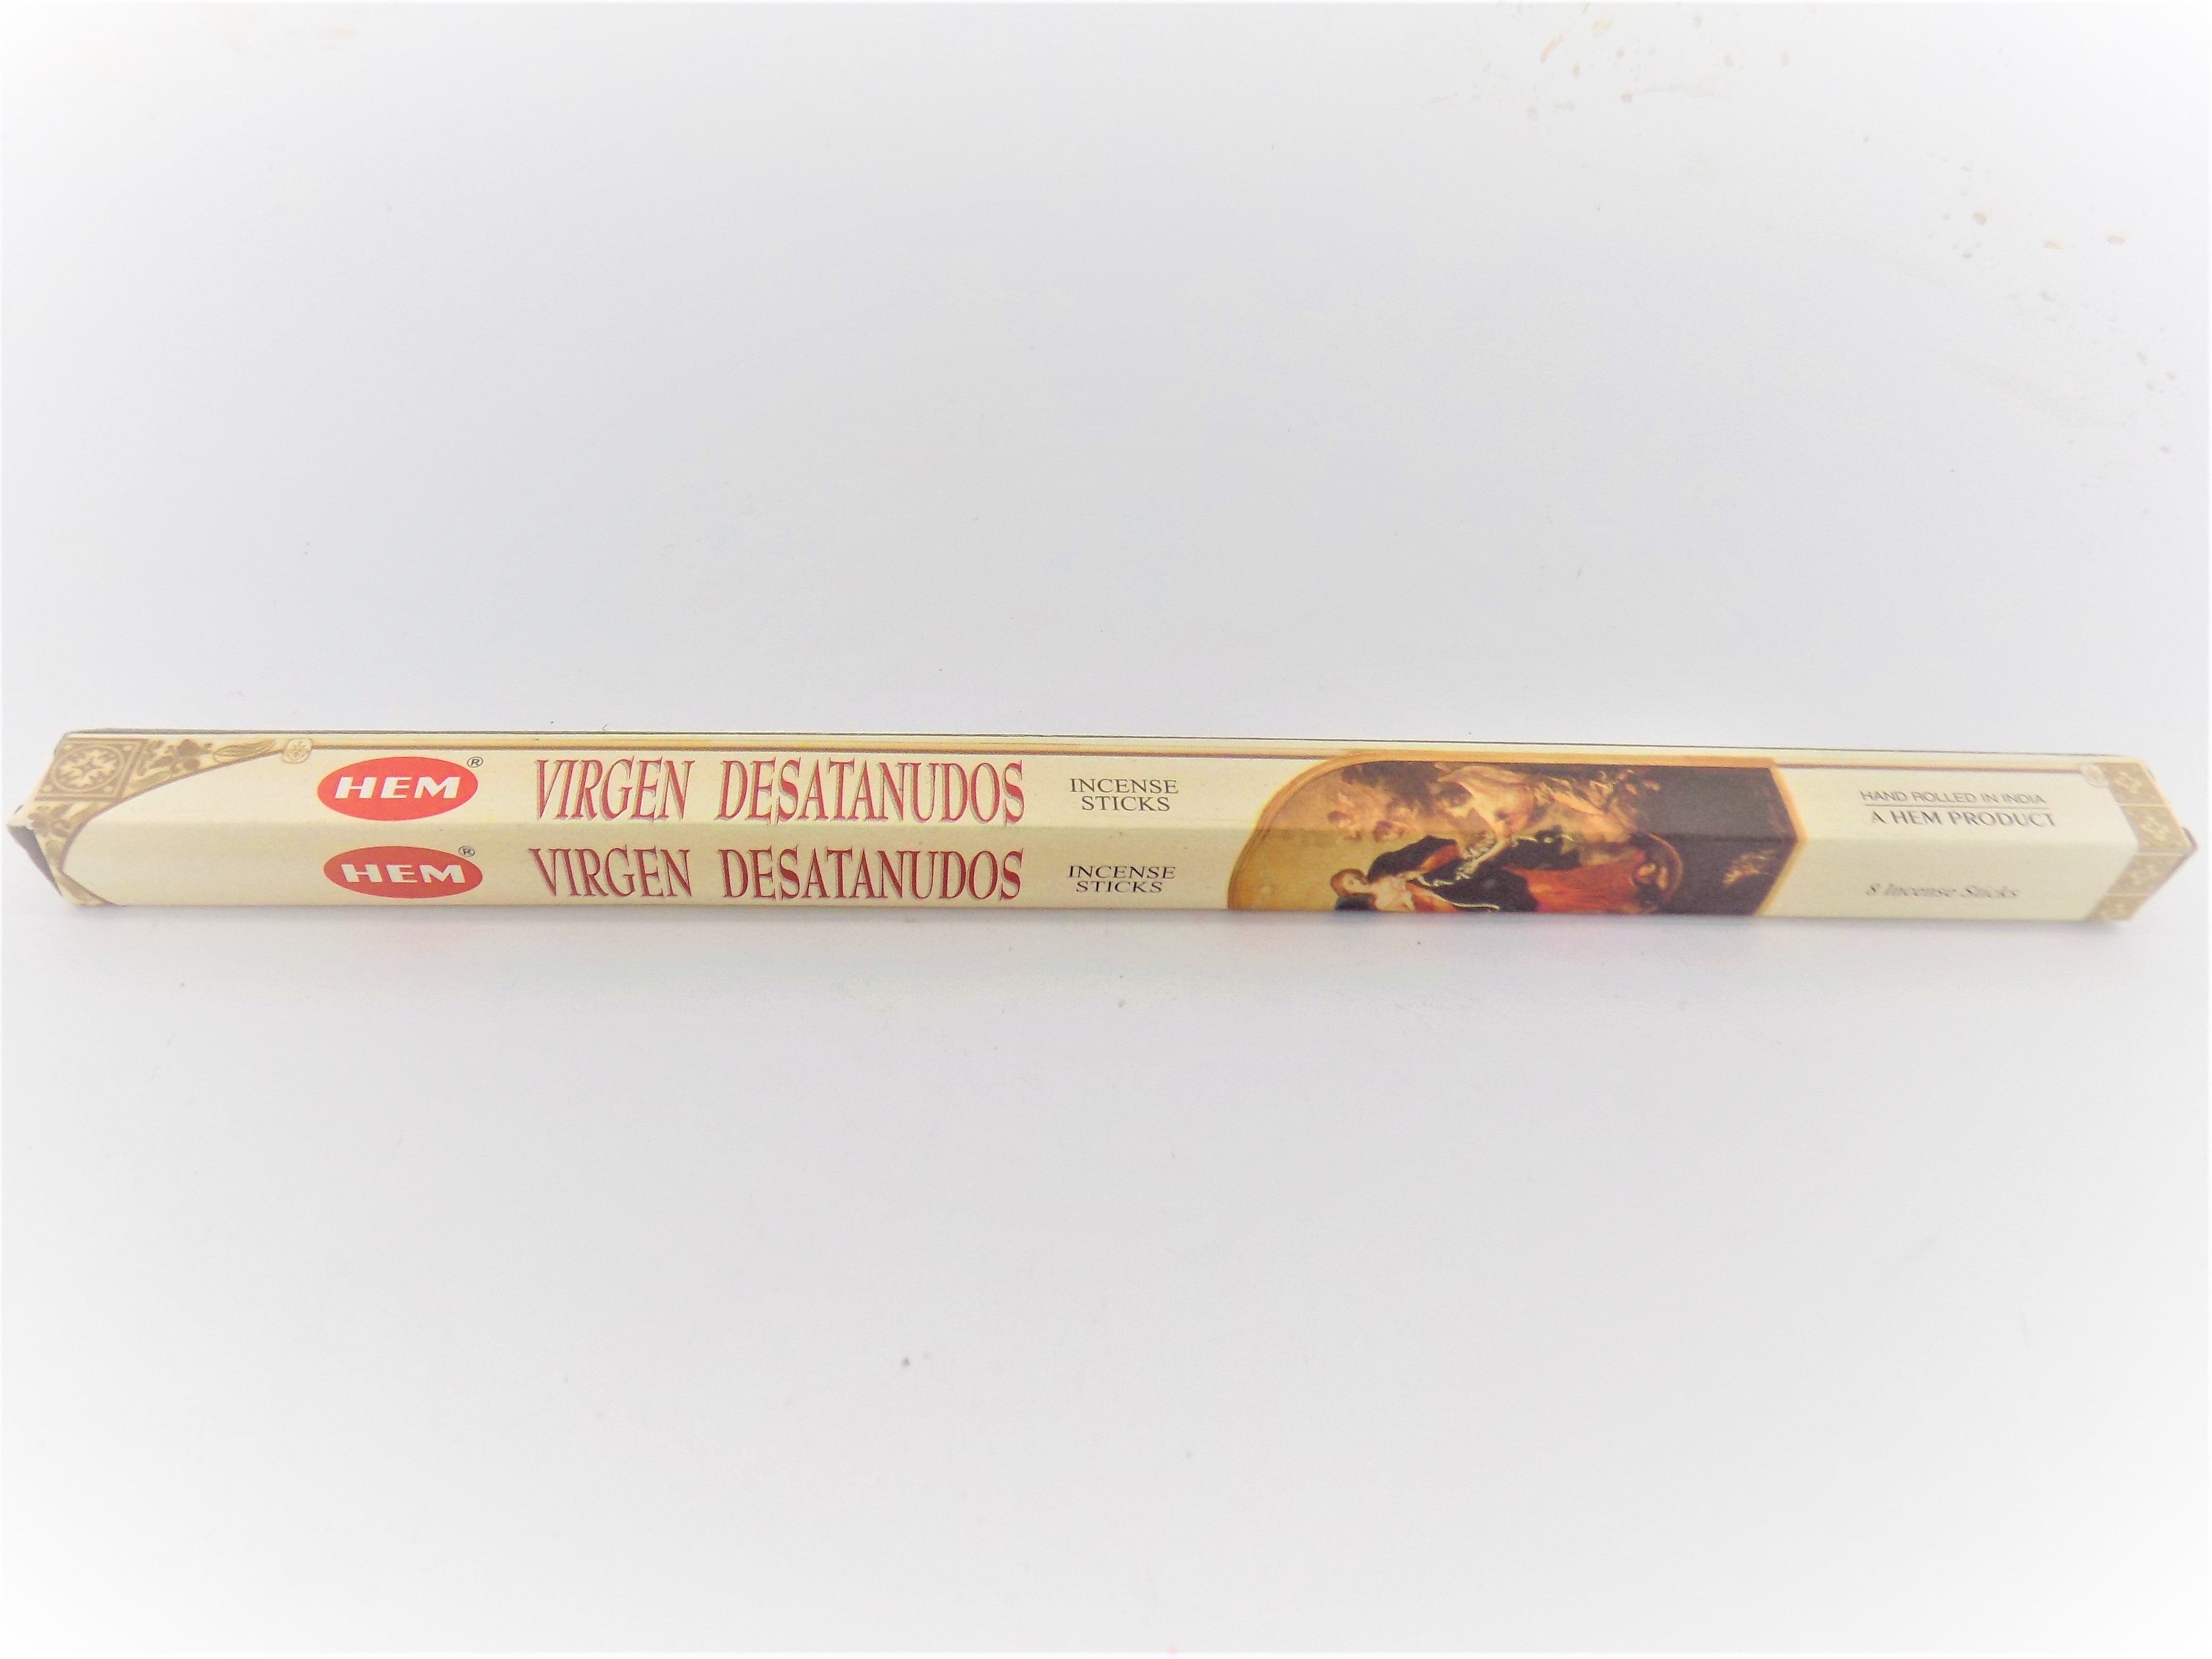 HEM® VIRGEN DESATANUDOS INCENSE
STICKS
HAND ROLLED IN INDIA
A HEM PRODUCT
HEM® VIRGEN DESATANUDOS INCENSE
STICKS
8 Incense Sticks